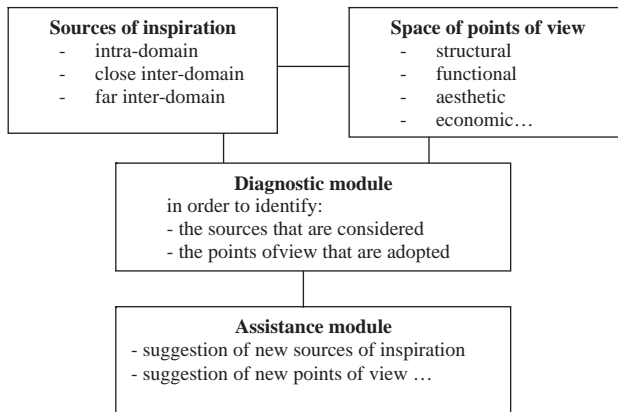 Sources of inspiration
- intra-domain
- close inter-domain
- far inter-domain
Space of points of view
- structural
- functional
- aesthetic
- economic…
Diagnostic module
in order to identify:
- the sources that are considered
- the points ofview that are adopted
Assistance module
- suggestion of new sources of inspiration
- suggestion of new points of view …